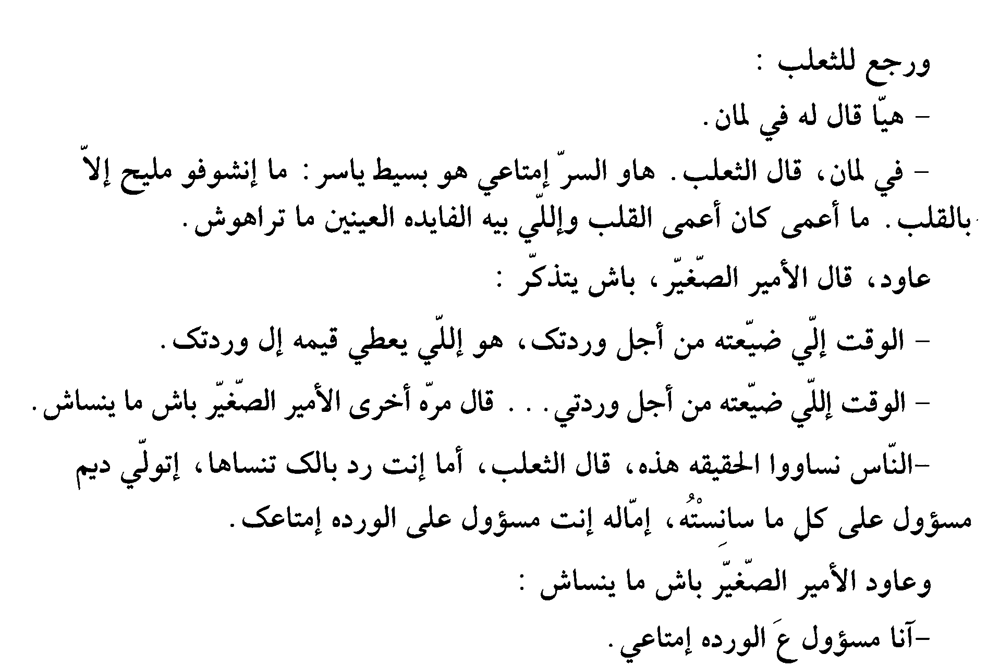 ورجع للثعلب :
– هيّا قال له في لمان.
– في لمان، قال الثعلب. هاو السرّ إمتاعي هو بسيط ياسر: ما إنشوفو مليح إلاّ
بالقلب. ما أعمى كان أعمى القلب وإللّي بيه الفايده العينين ما تراهوش.
عاود، قال الأمير الصّغيّر، باش يتذكّر :
– الوقت إلّي ضيّعته من أجل وردتك، هو إللّي يعطي قيمه إل وردتك.
– الوقت إللّي ضيّعته من أجل وردتي... قال مرّه أخرى الأمير الصّغيّر باش ما ينساش.
–النّاس نساووا الحقيقه هذه، قال الثعلب، أما إنت رد بالك تنساها، إتولّي ديم
مسؤول على كلِ ما سانِسْتُه، إمّاله إنت مسؤول على الورده إمتاعك.
وعاود الأمير الصّغيّر باش ما ينساش :
–آنا مسؤول عَ الورده إمتاعي.